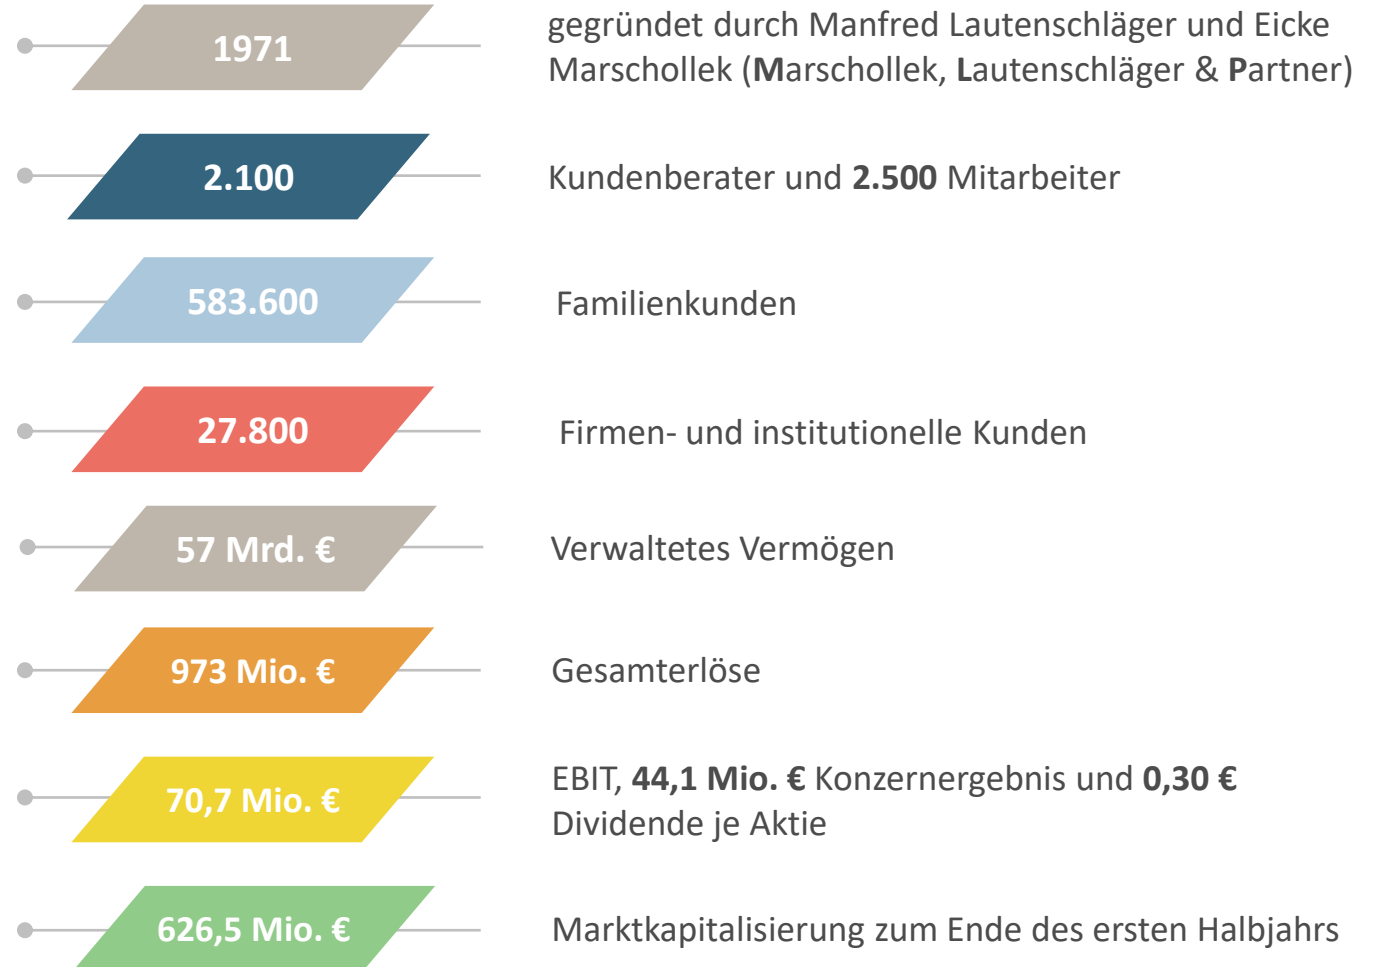 1971
gegründet durch Manfred Lautenschläger und Eicke
Marschollek (Marschollek, Lautenschläger & Partner)
2.100
Kundenberater und 2.500 Mitarbeiter
583.600
Familienkunden
27.800
Firmen- und institutionelle Kunden
57 Mrd. €
Verwaltetes Vermögen
973 Mio. €
Gesamterlöse
70,7 Mio. €
EBIT, 44,1 Mio. € Konzernergebnis und 0,30 €
Dividende je Aktie
626,5 Mio. €
Marktkapitalisierung zum Ende des ersten Halbjahrs